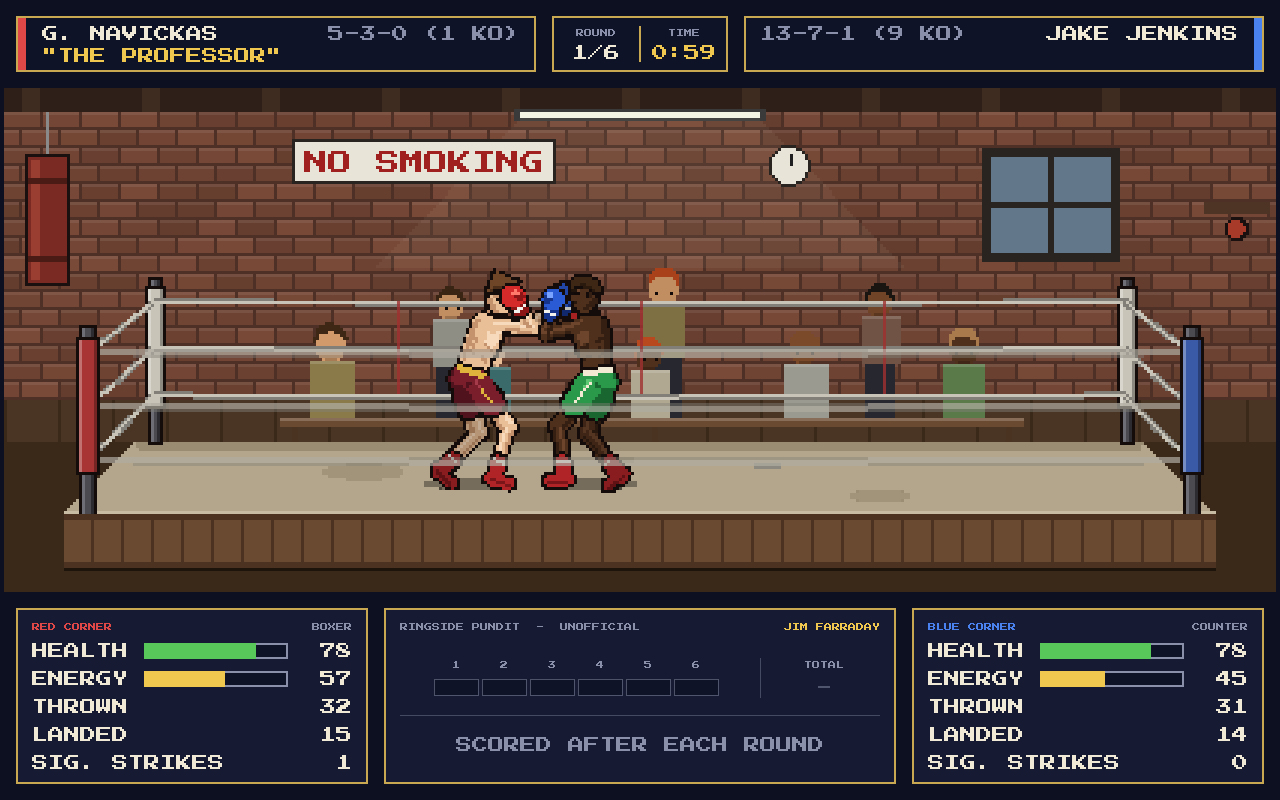 G. NAVICKAS 5-3-0 (1 KO)
"THE PROFESSOR"
ROUND TIME
1/6 0:59
13-7-1 (9 KO) JAKE JENKINS
NO SMOKING
RED CORNER BOXER
HEALTH 78
ENERGY 57
THROWN 32
LANDED 15
SIG. STRIKES 1
RINGSIDE PUNDIT - UNOFFICIAL JIM FARRADAY
1 2 3 4 5 6 TOTAL
—
SCORED AFTER EACH ROUND
BLUE CORNER COUNTER
HEALTH 78
ENERGY 45
THROWN 31
LANDED 14
SIG. STRIKES 0